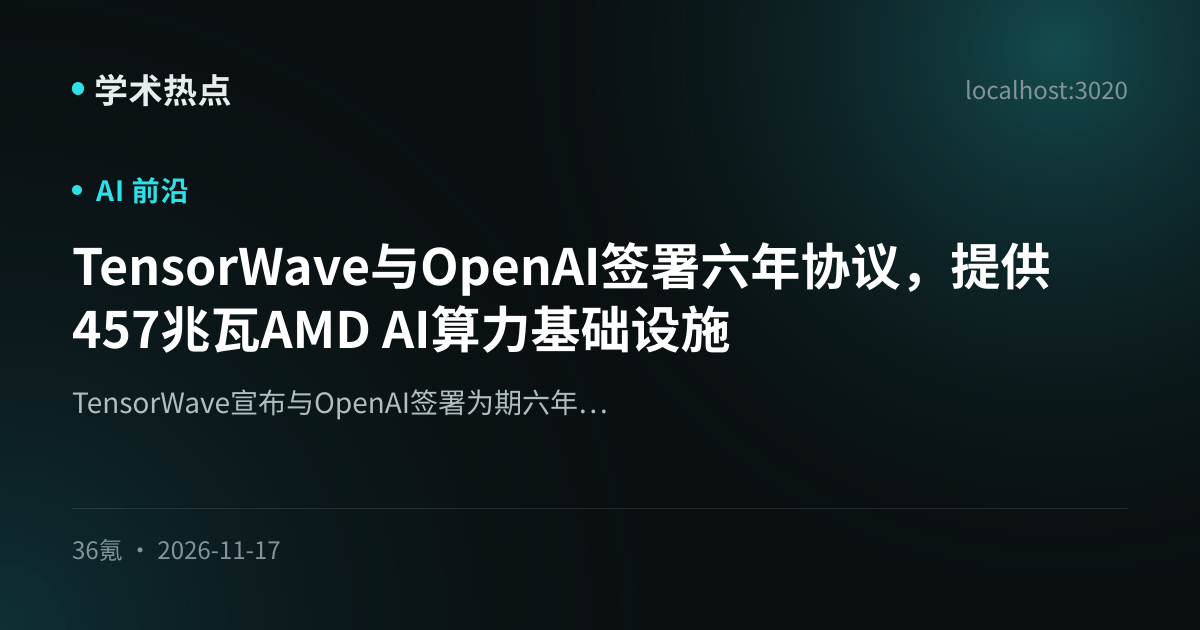 学术热点
localhost:3020
AI 前沿
TensorWave与OpenAI签署六年协议，提供
457兆瓦AMD AI算力基础设施
TensorWave宣布与OpenAI签署为期六年…
36氪 · 2026-11-17